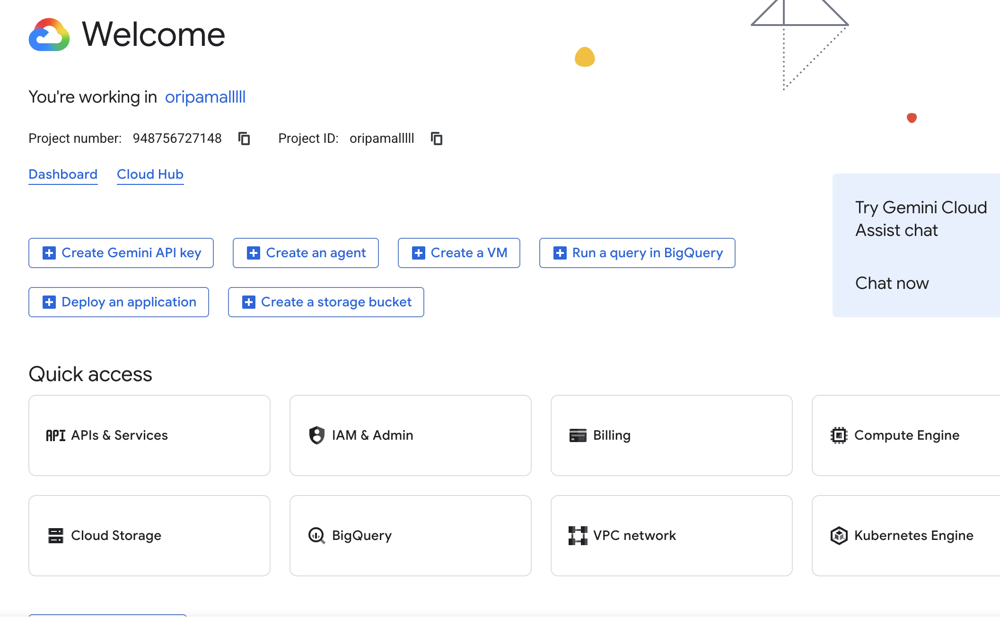 Welcome
You're working in oripamalllll
Project number: 948756727148 Project ID: oripamalllll
Dashboard Cloud Hub
Try Gemini Cloud
Assist chat
Chat now
Create Gemini API key Create an agent Create a VM Run a query in BigQuery
Deploy an application Create a storage bucket
Quick access
API APIs & Services IAM & Admin Billing Compute Engine
Cloud Storage BigQuery VPC network Kubernetes Engine